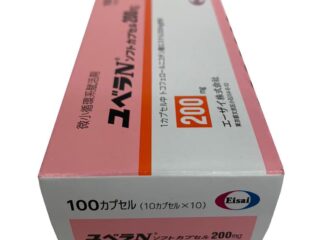 微小循環系賦活剤
ユベラN®ソフトカプセル200mg
1カプセル中 トコフェロールニコチン酸エステル200mg含有
200mg
エーザイ株式会社
100カプセル (10カプセル×10)
Eisai
ユベラN®ソフトカプセル 200mg